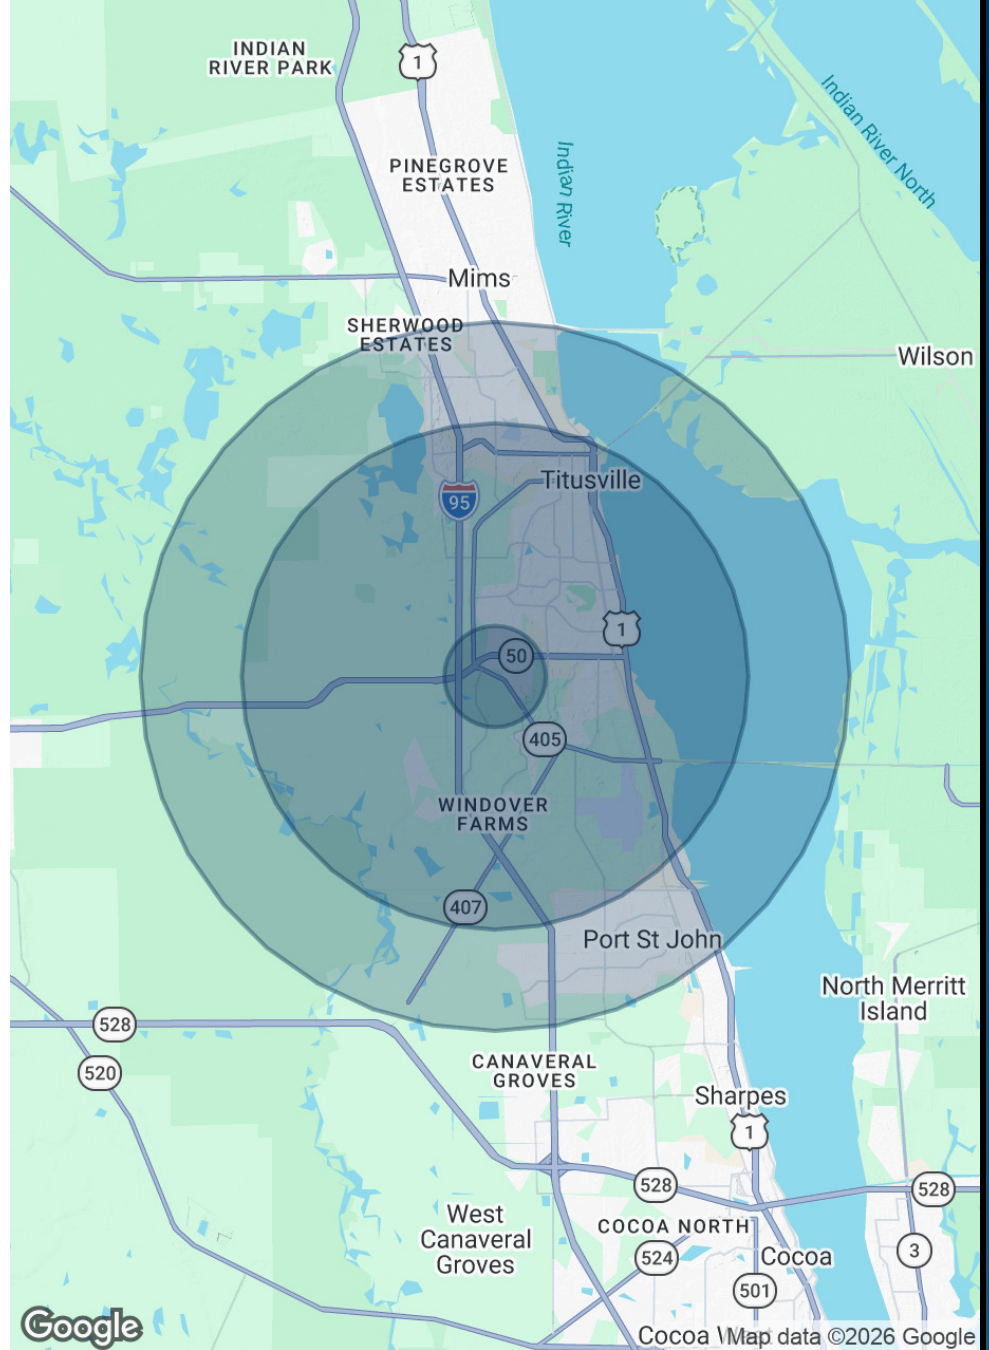 INDIAN
RIVER PARK
1
Indian River North
PINEGROVE
ESTATES
Indian River
Mims
SHERWOOD
ESTATES
Wilson
Titusville
95
1
50
405
WINDOVER
FARMS
407
Port St John
North Merritt
Island
528
520
CANAVERAL
GROVES
Sharpes
1
528
528
West
Canaveral
Groves
COCOA NORTH
524
Cocoa
3
501
Google
Cocoa
Map data ©2026 Google